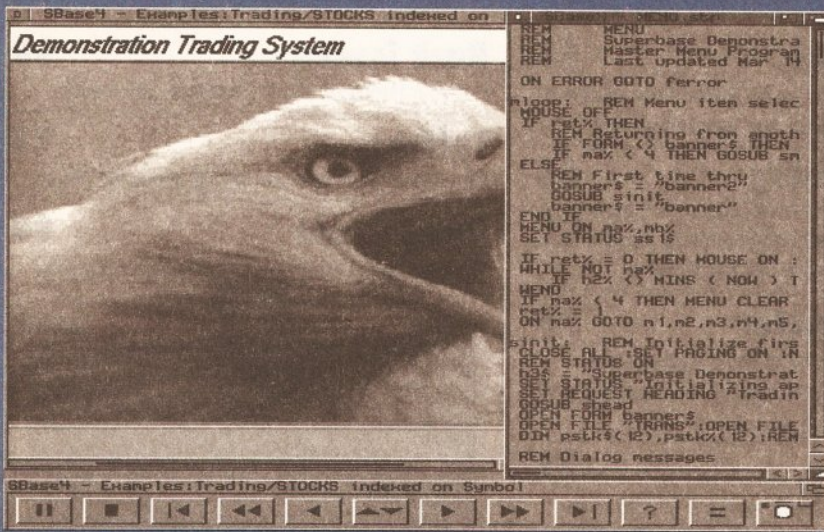 SBase4 - Examples:Trading/STOCKS indexed on
Demonstration Trading System
MENU.str
REM MENU
REM Superbase Demonstra
REM Master Menu Program
REM Last updated Mar 14
ON ERROR GOTO ferror
mloop: REM Menu item selec
MOUSE OFF
IF ret% THEN
REM Returning from anoth
IF FORM <> banner$ THEN
IF ma% < 4 THEN GOSUB sm
ELSE
REM First time thru
banner$ = "banner2"
GOSUB sinit
banner$ = "banner"
END IF
MENU ON ma%,mb%
SET STATUS ss1$
IF ret% = 0 THEN MOUSE ON :
WHILE NOT ma%
IF h2% <> MINS ( NOW ) T
WEND
IF ma% < 4 THEN MENU CLEAR
ret% = 1
ON ma% GOTO m1,m2,m3,m4,m5,
sinit: REM Initialize firs
CLOSE ALL :SET PAGING ON :N
REM STATUS ON
h3$ = "Superbase Demonstrat
SET STATUS "Initializing ap
SET REQUEST HEADING "Tradin
GOSUB shead
OPEN FORM banner$
OPEN FILE "TRANS":OPEN FILE
DIM pstk$(12),pstk%(12):REM
REM Dialog messages
SBase4 - Examples:Trading/STOCKS indexed on Symbol
? =